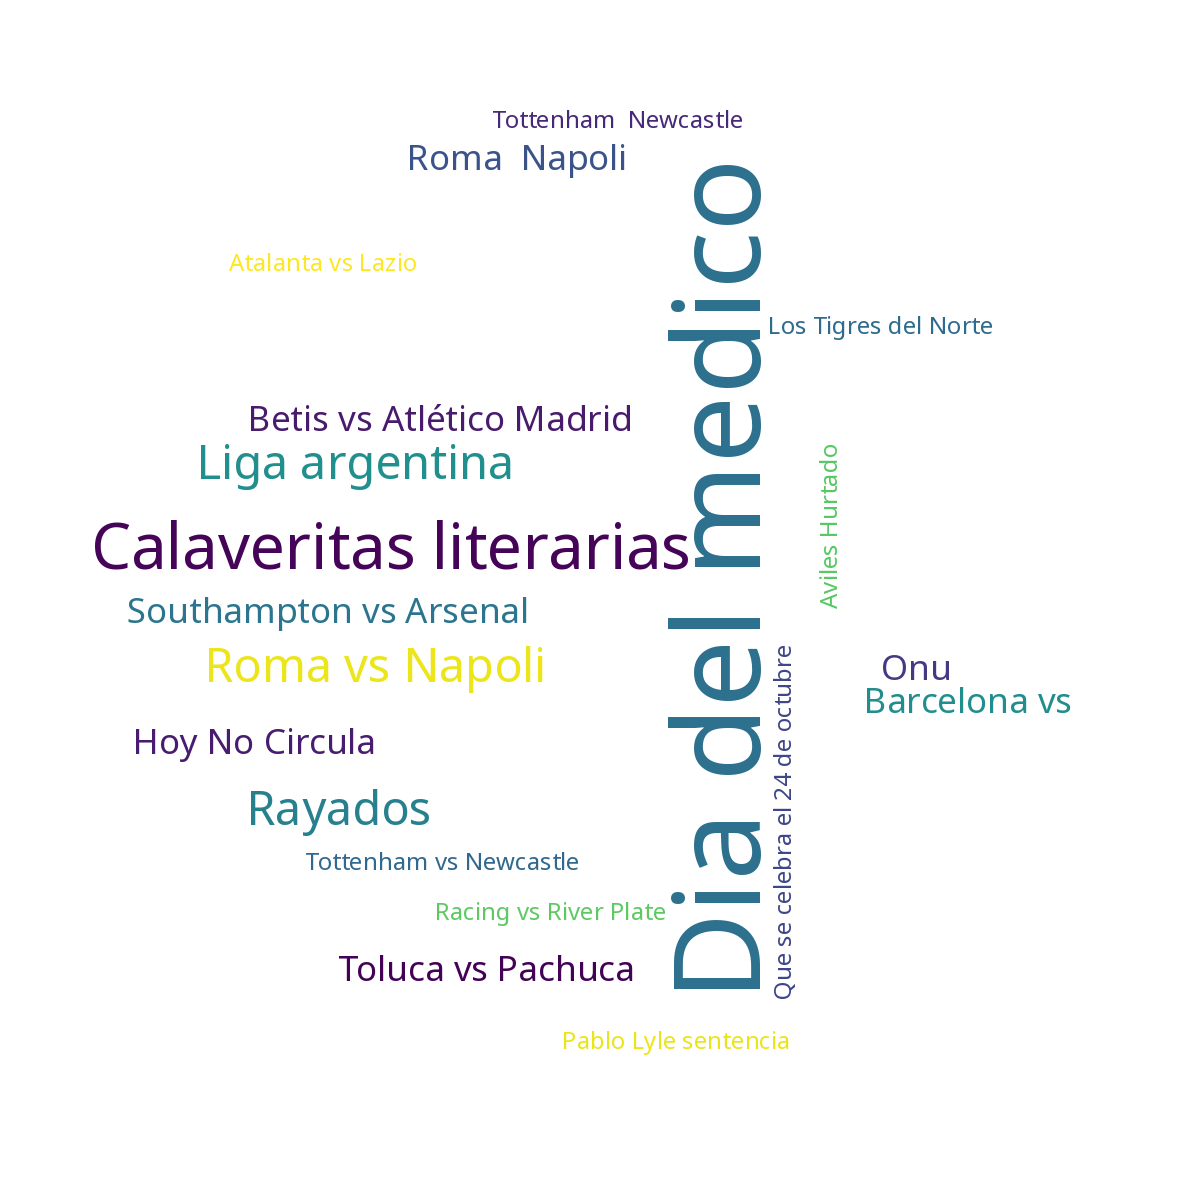 Tottenham  Newcastle
Roma  Napoli
Atalanta vs Lazio
Los Tigres del Norte
Betis vs Atlético Madrid
Liga argentina
Calaveritas literarias
Dia del medico
Aviles Hurtado
Southampton vs Arsenal
Roma vs Napoli
Onu
Barcelona vs
Hoy No Circula
Que se celebra el 24 de octubre
Rayados
Tottenham vs Newcastle
Racing vs River Plate
Toluca vs Pachuca
Pablo Lyle sentencia